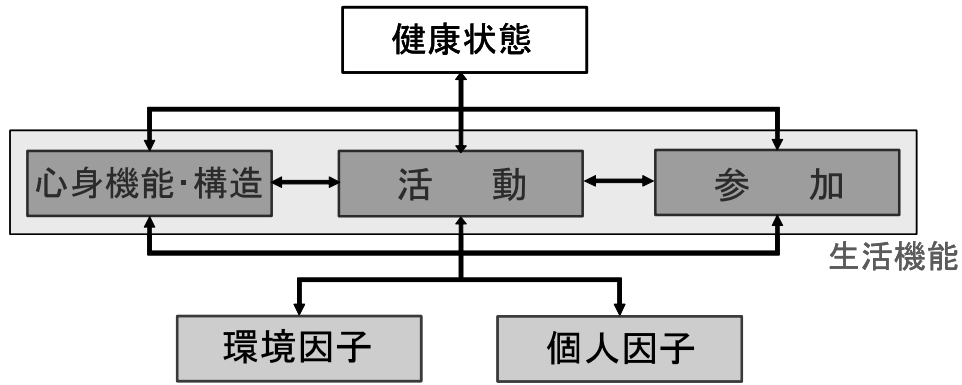 健康状態
心身機能・構造
活　　動
参　　加
生活機能
環境因子
個人因子